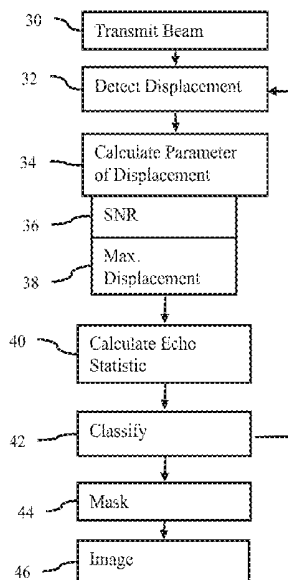 30
Transmit Beam
32
Detect Displacement
34
Calculate Parameter
of Displacement
36
SNR
38
Max.
Displacement
40
Calculate Echo
Statistic
42
Classify
44
Mask
46
Image